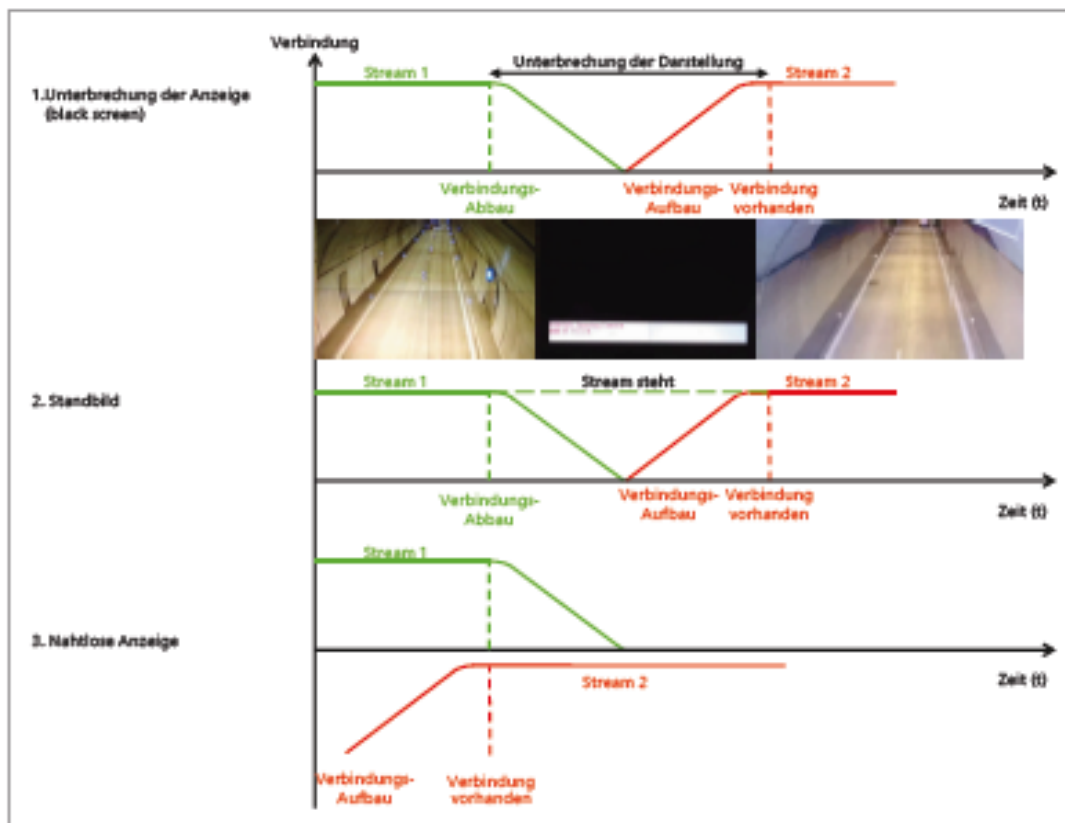 Verbindung
Unterbrechung der Darstellung
Stream 1
Stream 2
1.Unterbrechung der Anzeige
(black screen)
Verbindungs-
Abbau
Verbindungs-
Aufbau
Verbindung
vorhanden
Zeit (t)
Stream 1
Stream steht
Stream 2
2. Standbild
Verbindungs-
Abbau
Verbindungs-
Aufbau
Verbindung
vorhanden
Zeit (t)
Stream 1
3. Nahtlose Anzeige
Stream 2
Zeit (t)
Verbindungs-
Aufbau
Verbindung
vorhanden